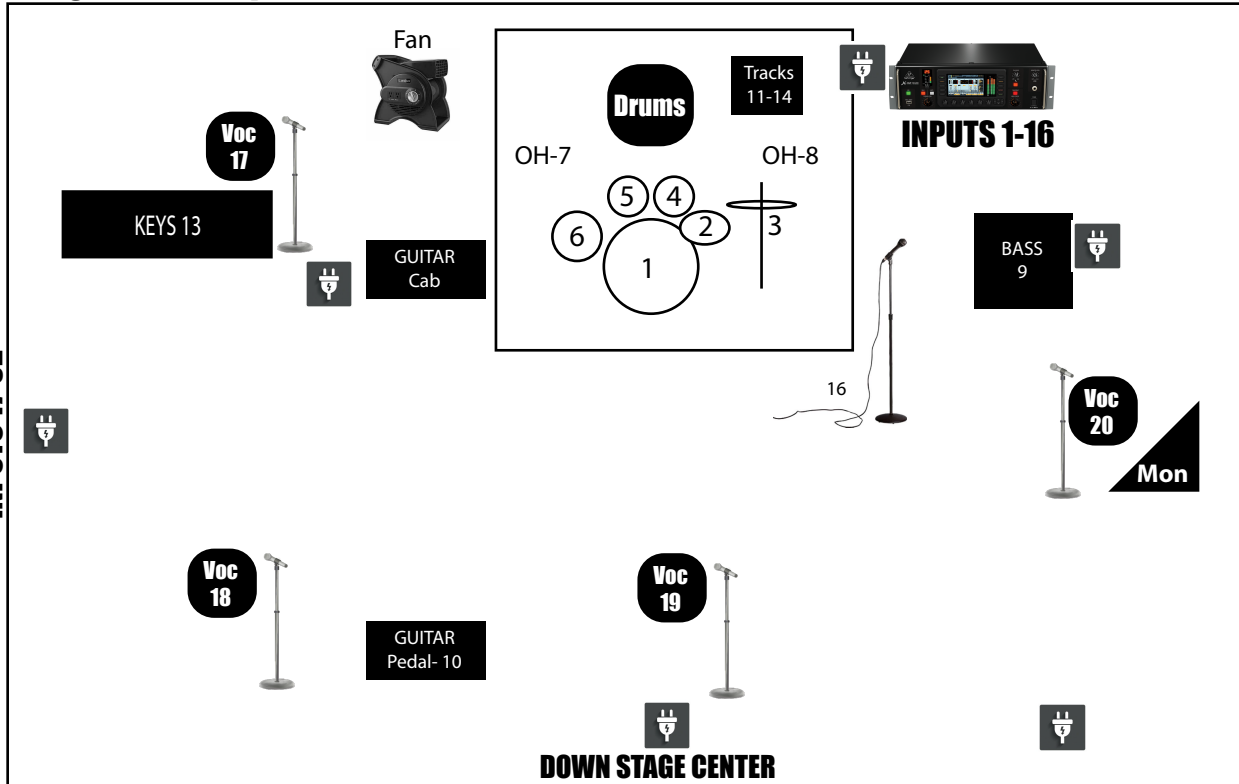 Fan
Drums
Tracks
11-14
INPUTS 1-16
Voc
17
OH-7
OH-8
KEYS 13
5
4
2
3
6
1
GUITAR
Cab
BASS
9
16
Voc
20
Mon
Voc
18
Voc
19
GUITAR
Pedal- 10
DOWN STAGE CENTER